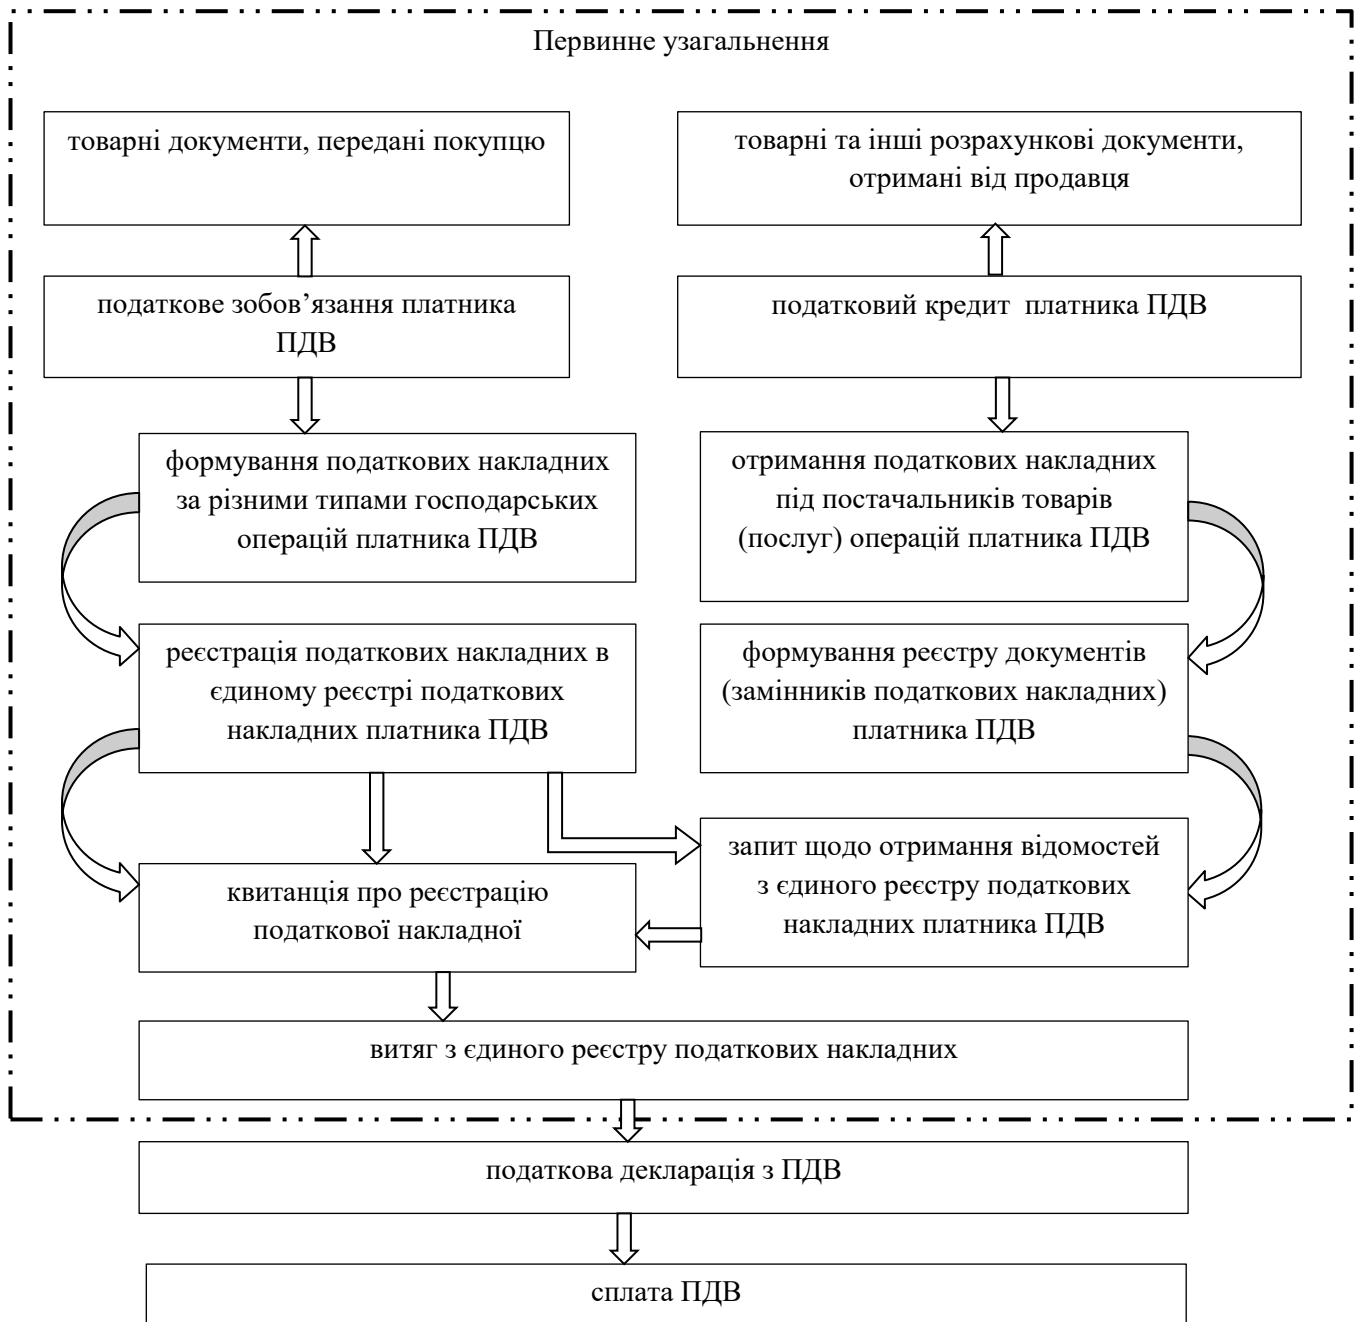 Первинне узагальнення
товарні документи, передані покупцю
товарні та інші розрахункові документи,
отримані від продавця
податкове зобов’язання платника
ПДВ
податковий кредит платника ПДВ
формування податкових накладних
за різними типами господарських
операцій платника ПДВ
отримання податкових накладних
під постачальників товарів
(послуг) операцій платника ПДВ
реєстрація податкових накладних в
єдиному реєстрі податкових
накладних платника ПДВ
формування реєстру документів
(замінників податкових накладних)
платника ПДВ
запит щодо отримання відомостей
з єдиного реєстру податкових
накладних платника ПДВ
квитанція про реєстрацію
податкової накладної
витяг з єдиного реєстру податкових накладних
податкова декларація з ПДВ
сплата ПДВ